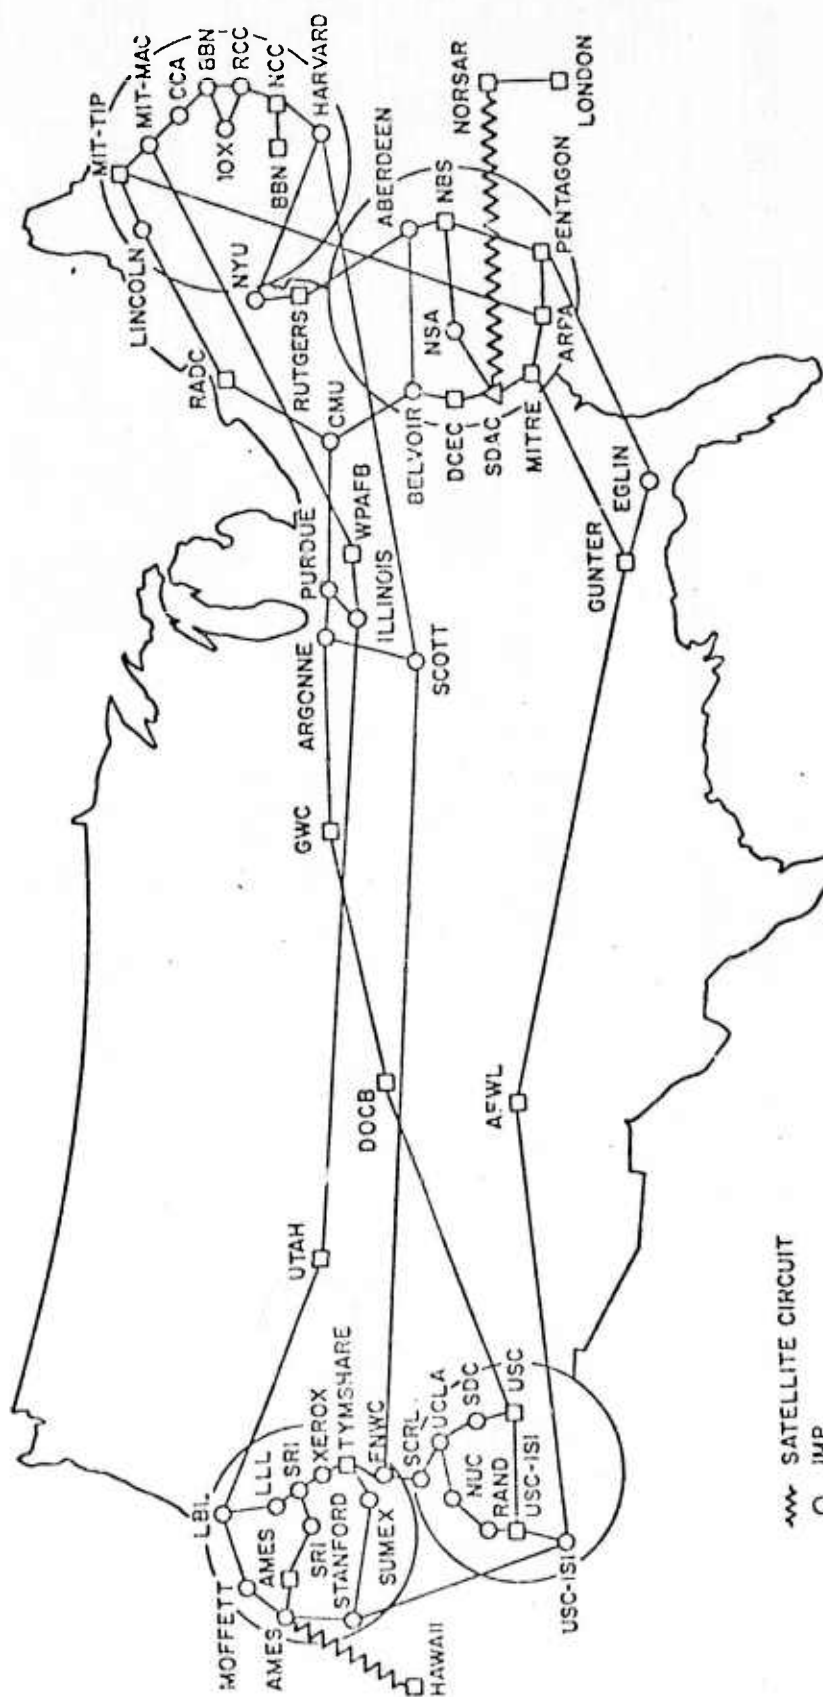 MOFFETT
LBL
AMES
AMES
LLL
SRI
SRI
XEROX
STANFORD
TYMSHARE
SUMEX
FNWC
HAWAII
SCRL
UCLA
NUC
SDC
RAND
USC
USC-ISI
USC-ISI
UTAH
DOCB
AFWL
GWC
ARGONNE
PURDUE
ILLINOIS
WPAFB
SCOTT
GUNTER
EGLIN
CMU
RADC
LINCOLN
MIT-TIP
MIT-MAC
CCA
BBN
RCC
NCC
10X
BBN
HARVARD
NYU
RUTGERS
ABERDEEN
BELVOIR
NBS
NSA
DCEC
SDAC
MITRE
ARPA
PENTAGON
NORSAR
LONDON
SATELLITE CIRCUIT
IMP